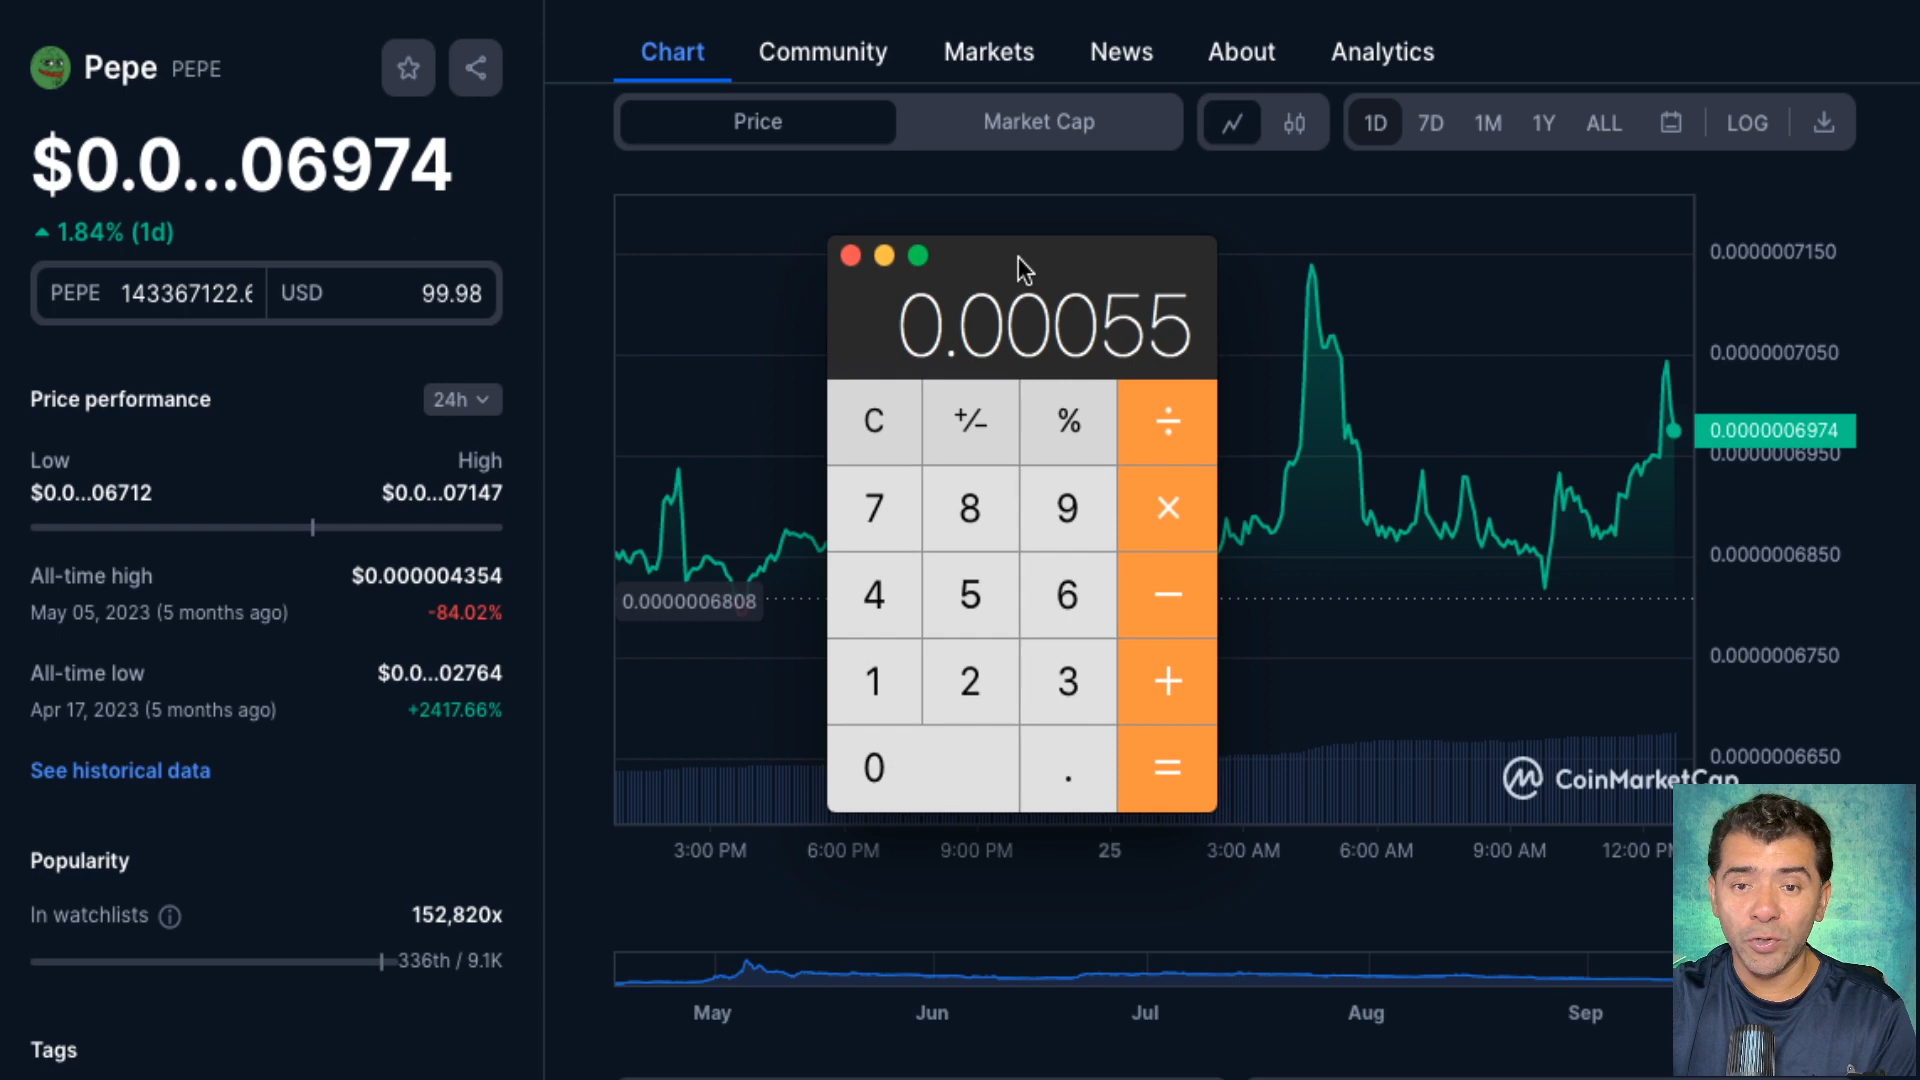 Pepe PEPE
$0.0...06974
1.84% (1d)
PEPE 143367122.6 USD 99.98
Price performance 24h
Low High
$0.0...06712 $0.0...07147
All-time high $0.000004354
May 05, 2023 (5 months ago) -84.02%
All-time low $0.0...02764
Apr 17, 2023 (5 months ago) +2417.66%
See historical data
Popularity
In watchlists 152,820x
336th / 9.1K
Tags
Chart Community Markets News About Analytics
Price Market Cap 1D 7D 1M 1Y ALL LOG
0.0000007150
0.0000007050
0.0000006974
0.0000006950
0.0000006850
0.0000006808
0.0000006750
0.0000006650
0.00055
C +/- % ÷
7 8 9 ×
4 5 6 −
1 2 3 +
0 . =
CoinMarketCap
3:00 PM 6:00 PM 9:00 PM 25 3:00 AM 6:00 AM 9:00 AM 12:00 PM
May Jun Jul Aug Sep